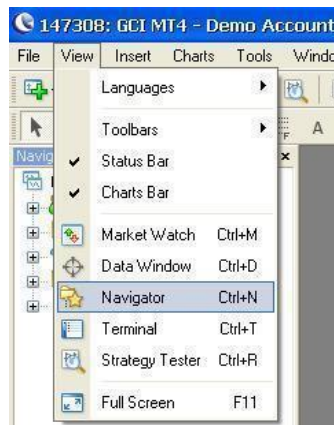 147308: GCI MT4 - Demo Account
File View Insert Charts Tools
Languages
Toolbars
Status Bar
Charts Bar
Market Watch Ctrl+M
Data Window Ctrl+D
Navigator Ctrl+N
Terminal Ctrl+T
Strategy Tester Ctrl+R
Full Screen F11